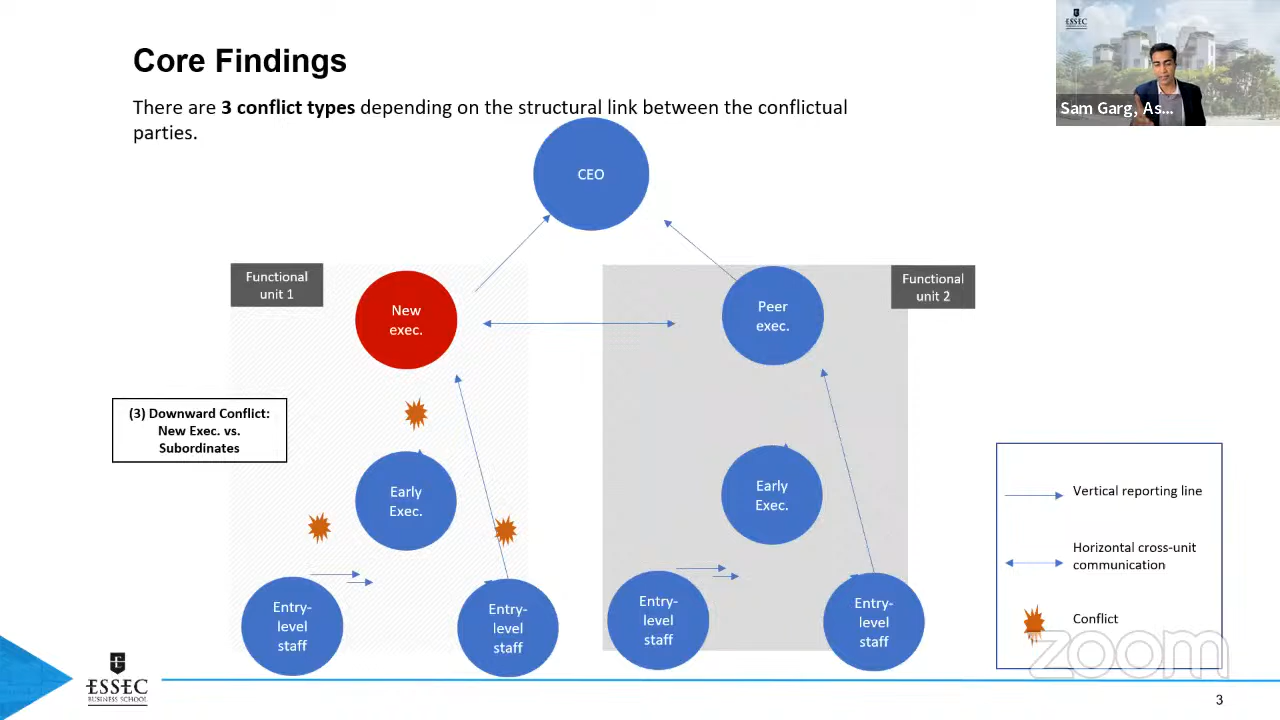 Core Findings
There are 3 conflict types depending on the structural link between the conflictual
parties.
ESSEC
Sam Garg, As...
CEO
Functional
unit 1
New
exec.
Peer
exec.
Functional
unit 2
(3) Downward Conflict:
New Exec. vs.
Subordinates
Early
Exec.
Early
Exec.
Entry-
level
staff
Entry-
level
staff
Entry-
level
staff
Entry-
level
staff
Vertical reporting line
Horizontal cross-unit
communication
Conflict
zoom
ESSEC
BUSINESS SCHOOL
3